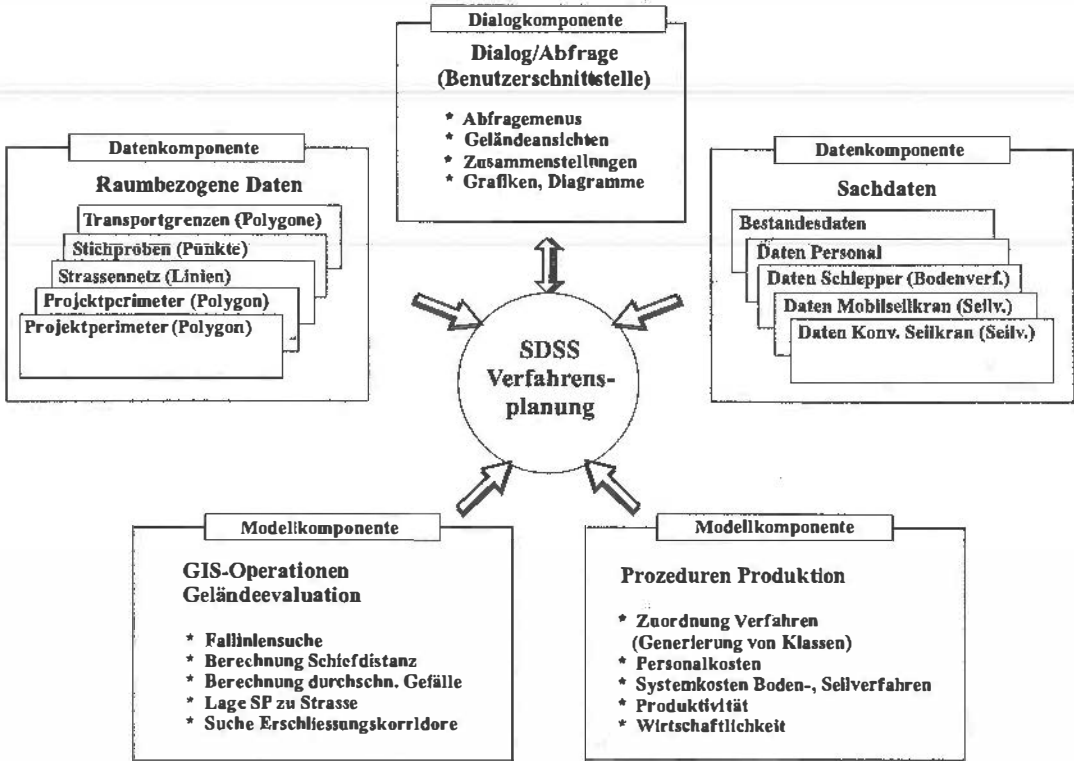 Dialogkomponente
Dialog/Abfrage
(Benutzerschnittstelle)
* Abfragemenus
* Geländeansichten
* Zusammenstellungen
* Grafiken, Diagramme
Datenkomponente
Raumbezogene Daten
Transportgrenzen (Polygone)
Stichproben (Punkte)
Strassennetz (Linien)
Projektperimeter (Polygon)
Projektperimeter (Polygon)
Datenkomponente
Sachdaten
Bestandesdaten
Daten Personal
Daten Schlepper (Bodenverf.)
Daten Mobilseilkran (Seilv.)
Daten Konv. Seilkran (Seilv.)
SDSS
Verfahrens-
planung
Modellkomponente
GIS-Operationen
Geländeevaluation
* Falliniensuche
* Berechnung Schiefdistanz
* Berechnung durchschn. Gefälle
* Lage SP zu Strasse
* Suche Erschliessungskorridore
Modellkomponente
Prozeduren Produktion
* Zuordnung Verfahren
(Generierung von Klassen)
* Personalkosten
* Systemkosten Boden-, Seilverfahren
* Produktivität
* Wirtschaftlichkeit